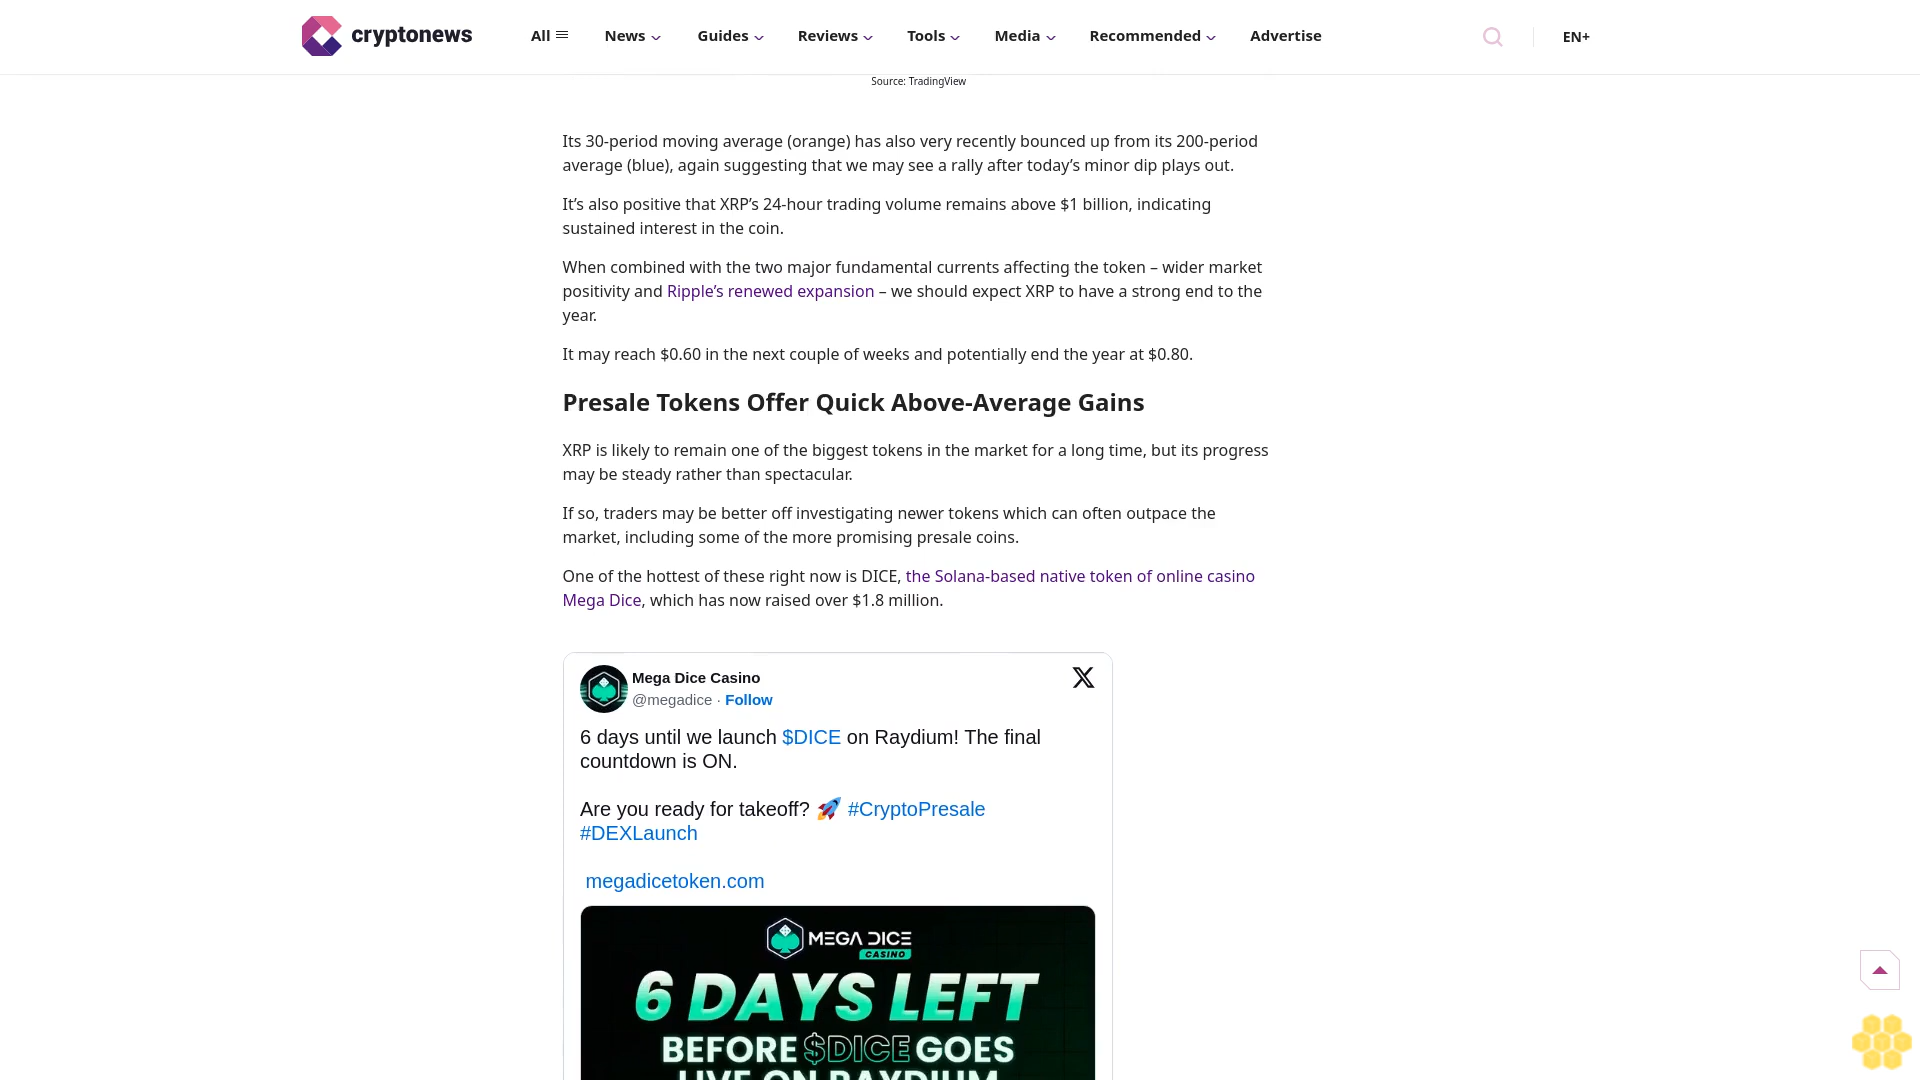 cryptonews
All
News
Guides
Reviews
Tools
Media
Recommended
Advertise
EN+
Source: TradingView
Its 30-period moving average (orange) has also very recently bounced up from its 200-period
average (blue), again suggesting that we may see a rally after today’s minor dip plays out.
It’s also positive that XRP’s 24-hour trading volume remains above $1 billion, indicating
sustained interest in the coin.
When combined with the two major fundamental currents affecting the token – wider market
positivity and Ripple’s renewed expansion – we should expect XRP to have a strong end to the
year.
It may reach $0.60 in the next couple of weeks and potentially end the year at $0.80.
Presale Tokens Offer Quick Above-Average Gains
XRP is likely to remain one of the biggest tokens in the market for a long time, but its progress
may be steady rather than spectacular.
If so, traders may be better off investigating newer tokens which can often outpace the
market, including some of the more promising presale coins.
One of the hottest of these right now is DICE, the Solana-based native token of online casino
Mega Dice, which has now raised over $1.8 million.
Mega Dice Casino
@megadice · Follow
6 days until we launch $DICE on Raydium! The final
countdown is ON.
Are you ready for takeoff? 🚀 #CryptoPresale
#DEXLaunch
megadicetoken.com
MEGA DICE
CASINO
6 DAYS LEFT
BEFORE $DICE GOES
LIVE ON RAYDIUM